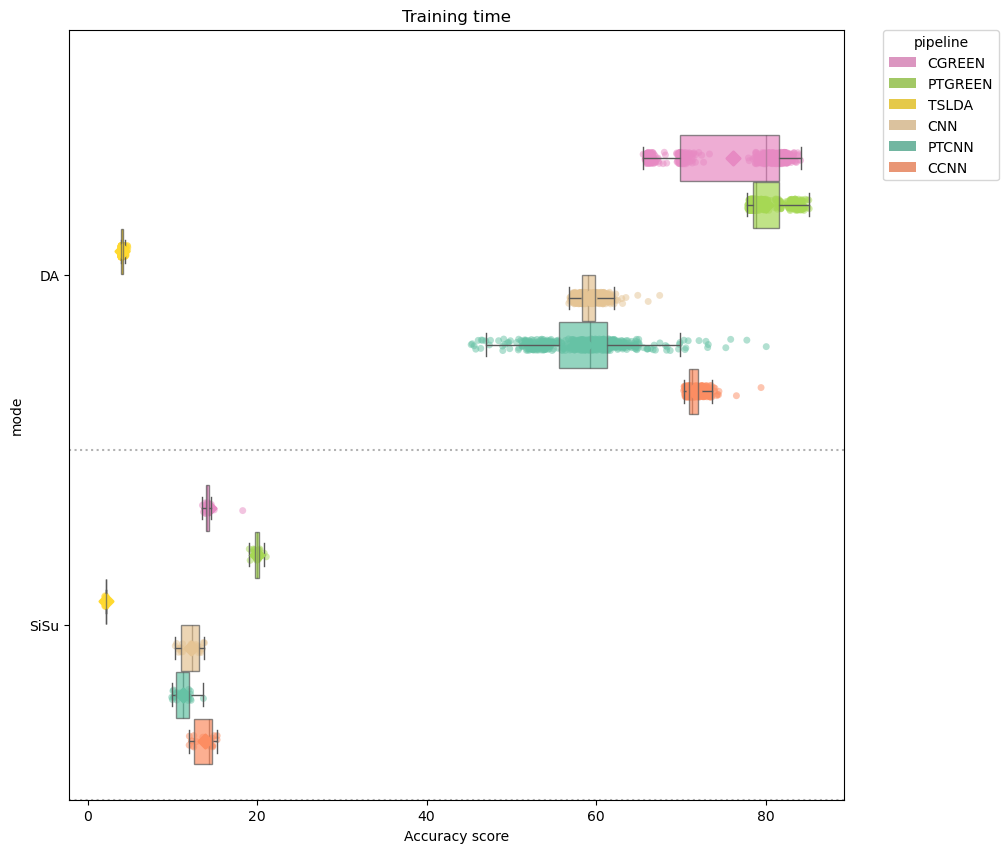 Training time
pipeline
CGREEN
PTGREEN
TSLDA
CNN
PTCNN
CCNN
mode
DA
SiSu
0 20 40 60 80
Accuracy score